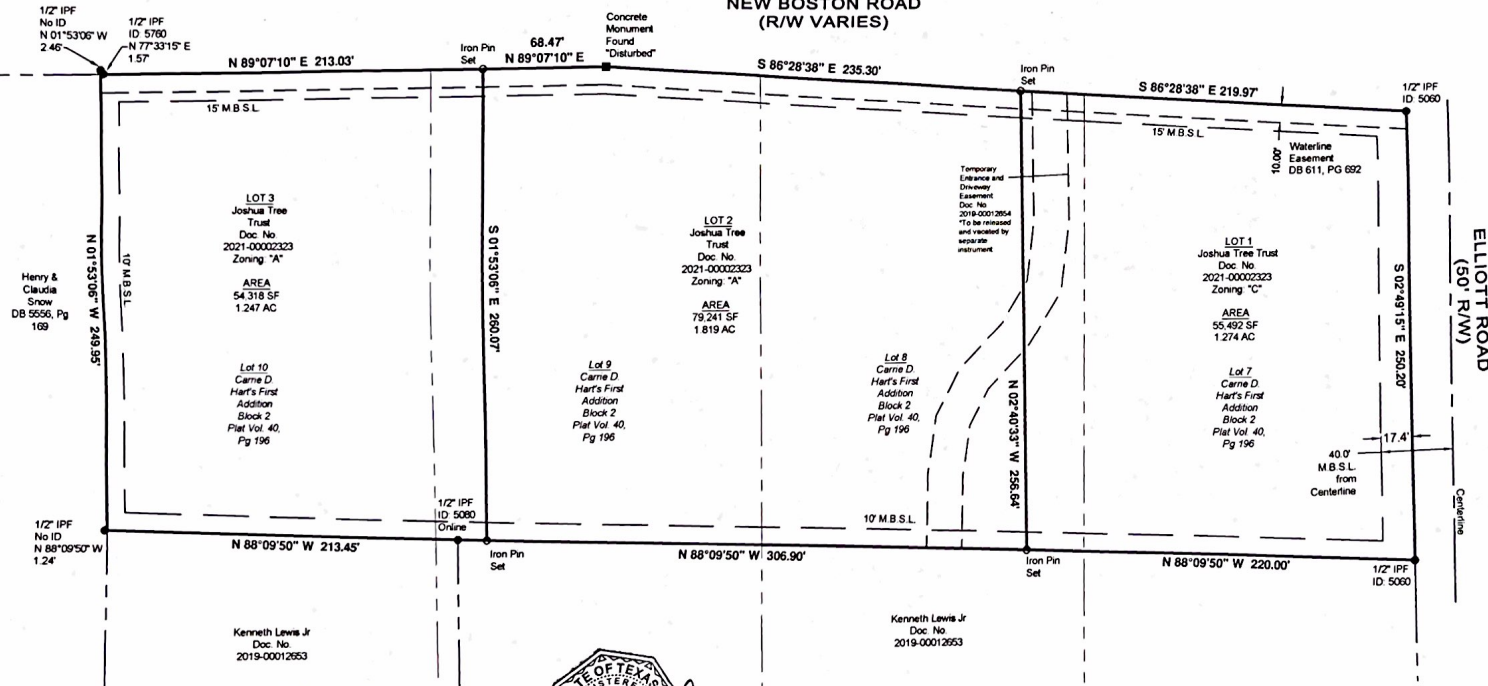 NEW BOSTON ROAD
(R/W VARIES)
1/2" IPF
No ID
N 01°53'06" W
2.46'
1/2" IPF
ID: 5760
N 77°33'15" E
1.57'
N 89°07'10" E 213.03'
Iron Pin
Set
68.47'
N 89°07'10" E
Concrete
Monument
Found
"Disturbed"
S 86°28'38" E 235.30'
Iron Pin
Set
S 86°28'38" E 219.97'
1/2" IPF
ID: 5060
15' M.B.S.L.
15' M.B.S.L.
10.00'
Waterline
Easement
DB 611, PG 692
Temporary
Entrance and
Driveway
Easement
Doc. No.
2019-00012654
*To be released
and vacated by
separate
instrument
LOT 3
Joshua Tree
Trust
Doc. No.
2021-00002323
Zoning: "A"
AREA
54,318 SF
1.247 AC
LOT 2
Joshua Tree
Trust
Doc. No.
2021-00002323
Zoning: "A"
AREA
79,241 SF
1.819 AC
LOT 1
Joshua Tree Trust
Doc. No.
2021-00002323
Zoning: "C"
AREA
55,492 SF
1.274 AC
Henry &
Claudia
Snow
DB 5556, Pg
169
N 01°53'06" W 249.95'
10' M.B.S.L.
S 01°53'06" E 260.07'
N 02°40'33" W 256.64'
S 02°49'15" E 250.20'
ELLIOTT ROAD
(50' R/W)
Lot 10
Carrie D.
Hart's First
Addition
Block 2
Plat Vol. 40,
Pg 196
Lot 9
Carrie D.
Hart's First
Addition
Block 2
Plat Vol. 40,
Pg 196
Lot 8
Carrie D.
Hart's First
Addition
Block 2
Plat Vol. 40,
Pg 196
Lot 7
Carrie D.
Hart's First
Addition
Block 2
Plat Vol. 40,
Pg 196
17.4'
40.0'
M.B.S.L.
from
Centerline
Centerline
1/2" IPF
No ID
N 88°09'50" W
1.24'
N 88°09'50" W 213.45'
1/2" IPF
ID: 5080
Online
Iron Pin
Set
N 88°09'50" W 306.90'
10' M.B.S.L.
Iron Pin
Set
N 88°09'50" W 220.00'
1/2" IPF
ID: 5060
Kenneth Lewis Jr
Doc. No.
2019-00012653
Kenneth Lewis Jr
Doc. No.
2019-00012653
TE OF TEXAS
STERE